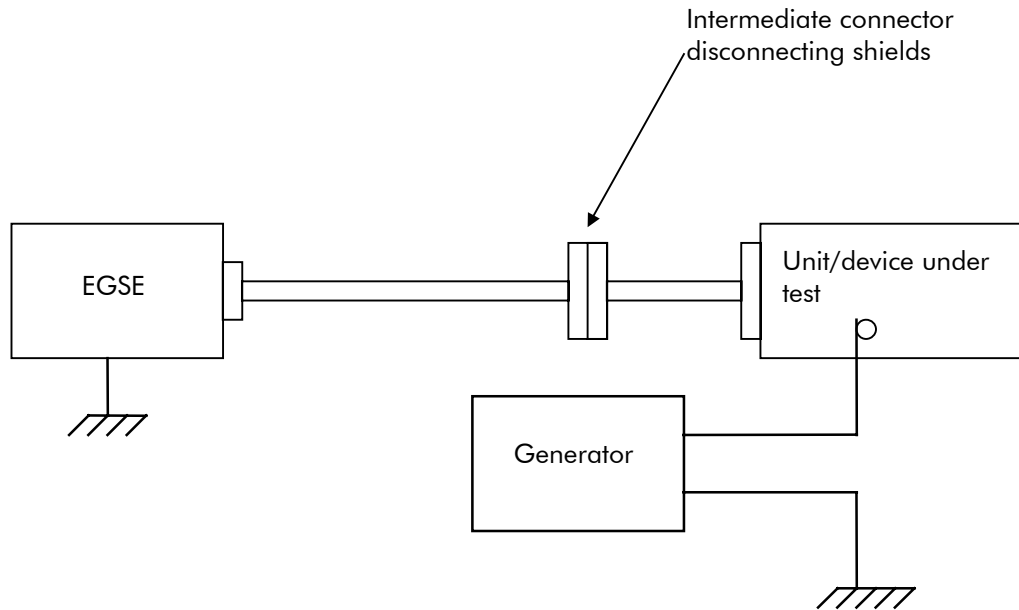 Intermediate connector
disconnecting shields
EGSE
Unit/device under
test
Generator